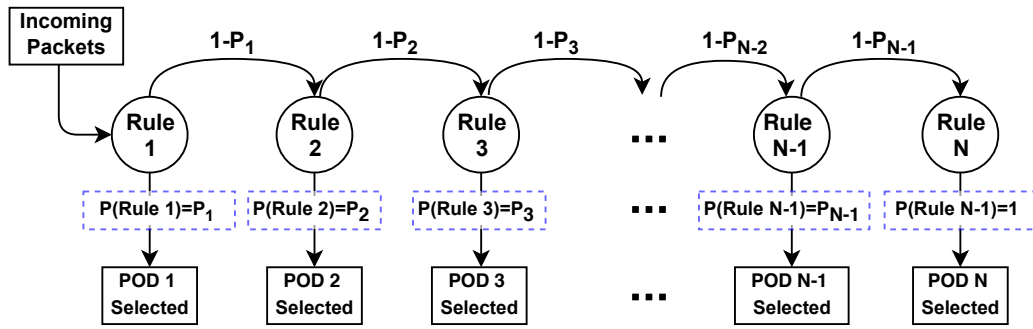 Incoming
Packets
1-P1
1-P2
1-P3
1-PN-2
1-PN-1
Rule
1
Rule
2
Rule
3
...
Rule
N-1
Rule
N
P(Rule 1)=P1
P(Rule 2)=P2
P(Rule 3)=P3
...
P(Rule N-1)=PN-1
P(Rule N-1)=1
POD 1
Selected
POD 2
Selected
POD 3
Selected
...
POD N-1
Selected
POD N
Selected